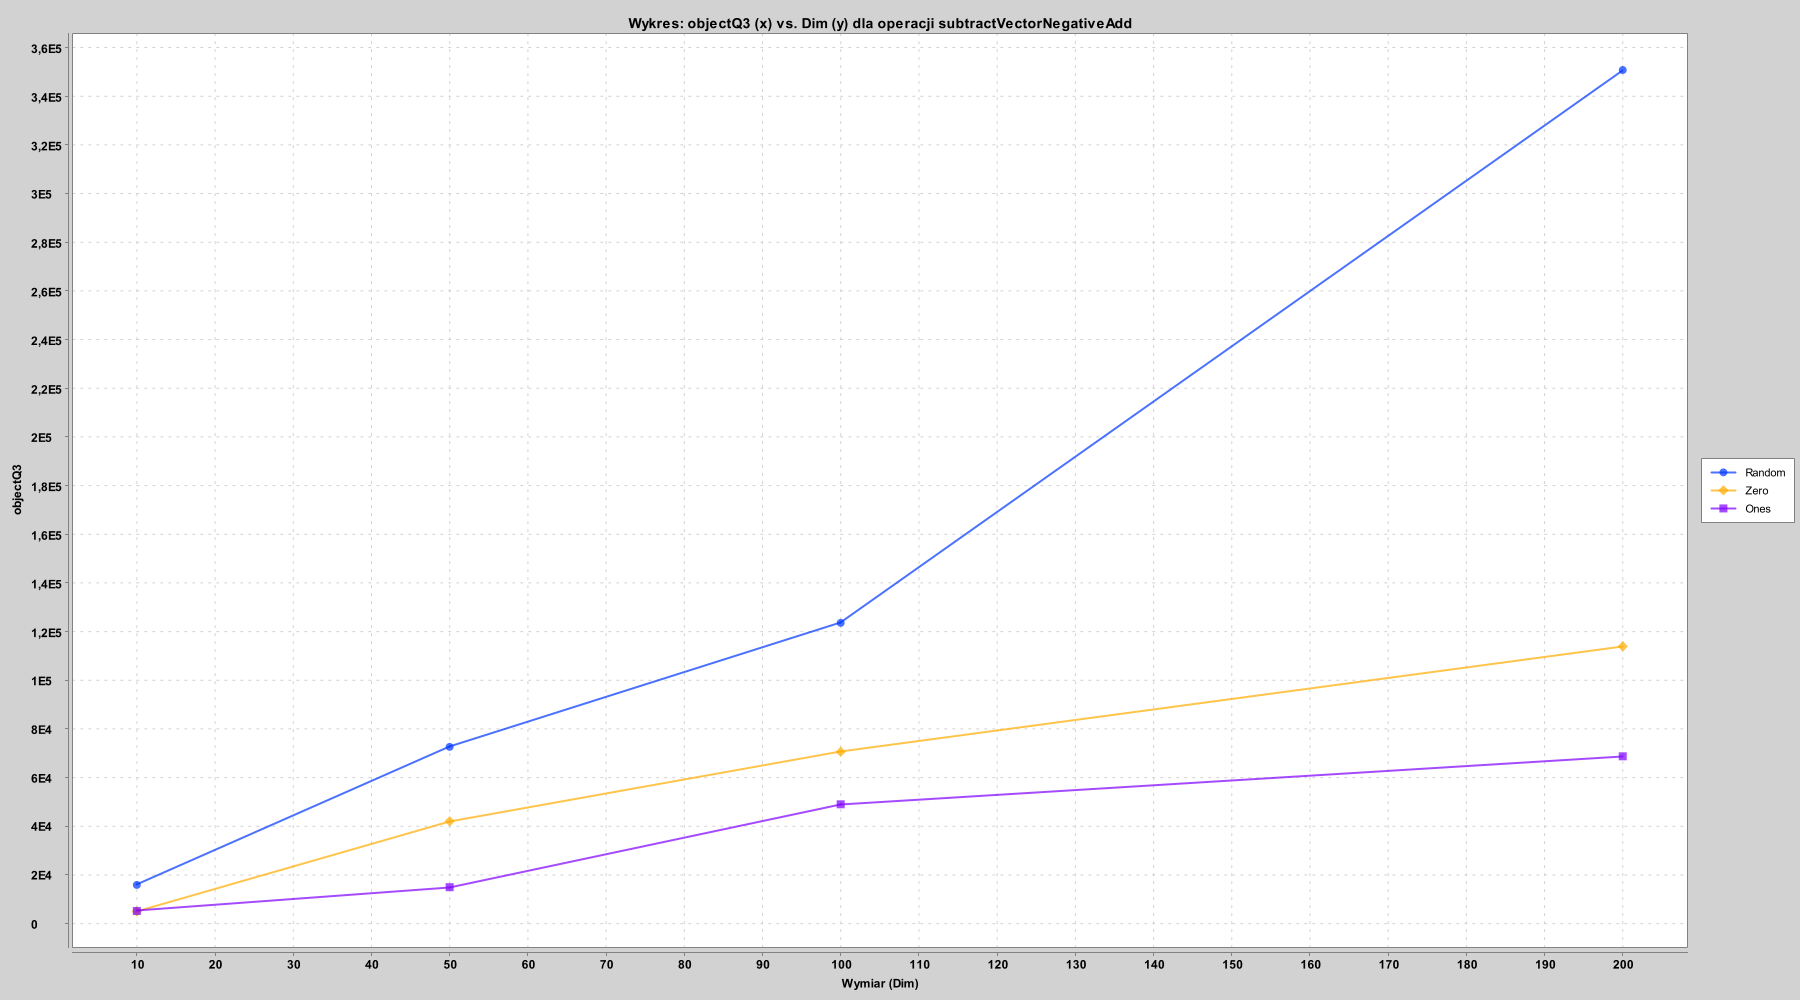 Wykres: objectQ3 (x) vs. Dim (y) dla operacji subtractVectorNegativeAdd
3,6E5
3,4E5
3,2E5
3E5
2,8E5
2,6E5
2,4E5
2,2E5
2E5
1,8E5
1,6E5
1,4E5
1,2E5
1E5
8E4
6E4
4E4
2E4
0
objectQ3
10 20 30 40 50 60 70 80 90 100 110 120 130 140 150 160 170 180 190 200
Wymiar (Dim)
Random
Zero
Ones